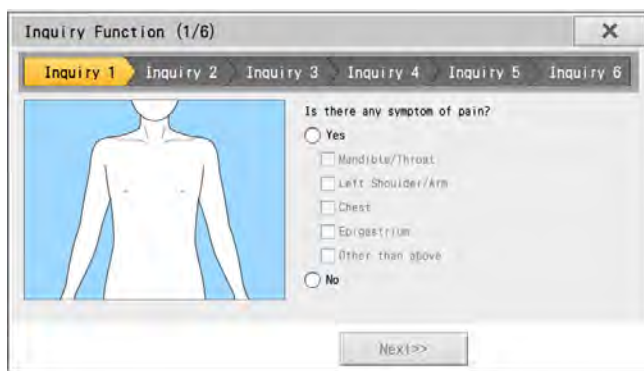 Inquiry Function (1/6)
Inquiry 1 Inquiry 2 Inquiry 3 Inquiry 4 Inquiry 5 Inquiry 6
Is there any symptom of pain?
Yes
Mandible/Throat
Left Shoulder/Arm
Chest
Epigastrium
Other than above
No
Next>>